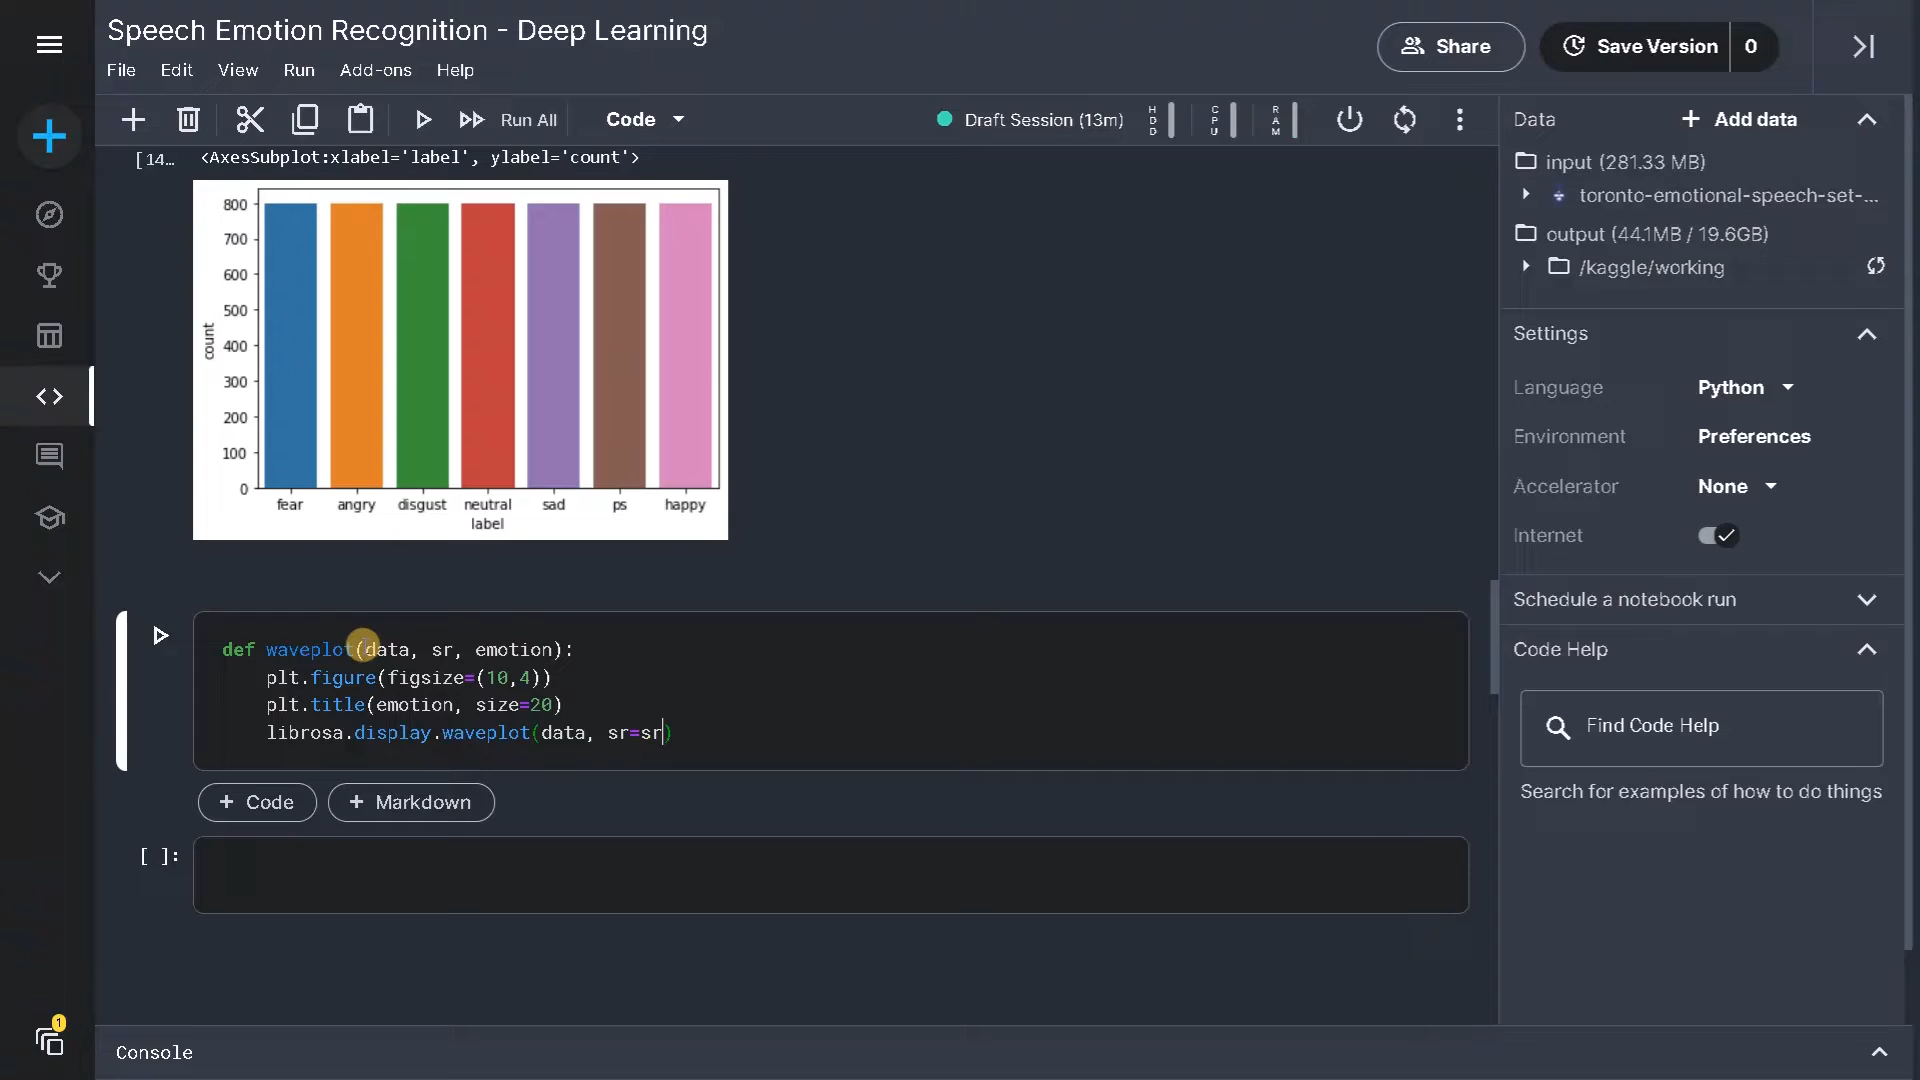 Speech Emotion Recognition - Deep Learning
File Edit View Run Add-ons Help
Share
Save Version 0
Run All
Code
Draft Session (13m)
HDD
CPU
RAM
Data
Add data
input (281.33 MB)
toronto-emotional-speech-set-...
output (44.1MB / 19.6GB)
/kaggle/working
[14...
<AxesSubplot:xlabel='label', ylabel='count'>
800
700
600
500
400
300
200
100
0
count
fear angry disgust neutral sad ps happy
label
Settings
Language Python
Environment Preferences
Accelerator None
Internet
Schedule a notebook run
Code Help
Find Code Help
Search for examples of how to do things
def waveplot(data, sr, emotion):
    plt.figure(figsize=(10,4))
    plt.title(emotion, size=20)
    librosa.display.waveplot(data, sr=sr)
+ Code
+ Markdown
[ ]:
1
Console